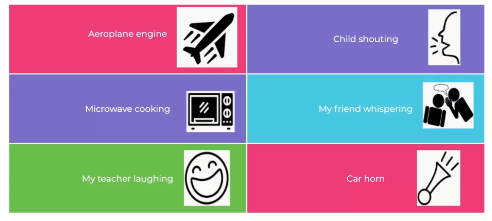 Aeroplane engine
Child shouting
Microwave cooking
My friend whispering
My teacher laughing
Car horn